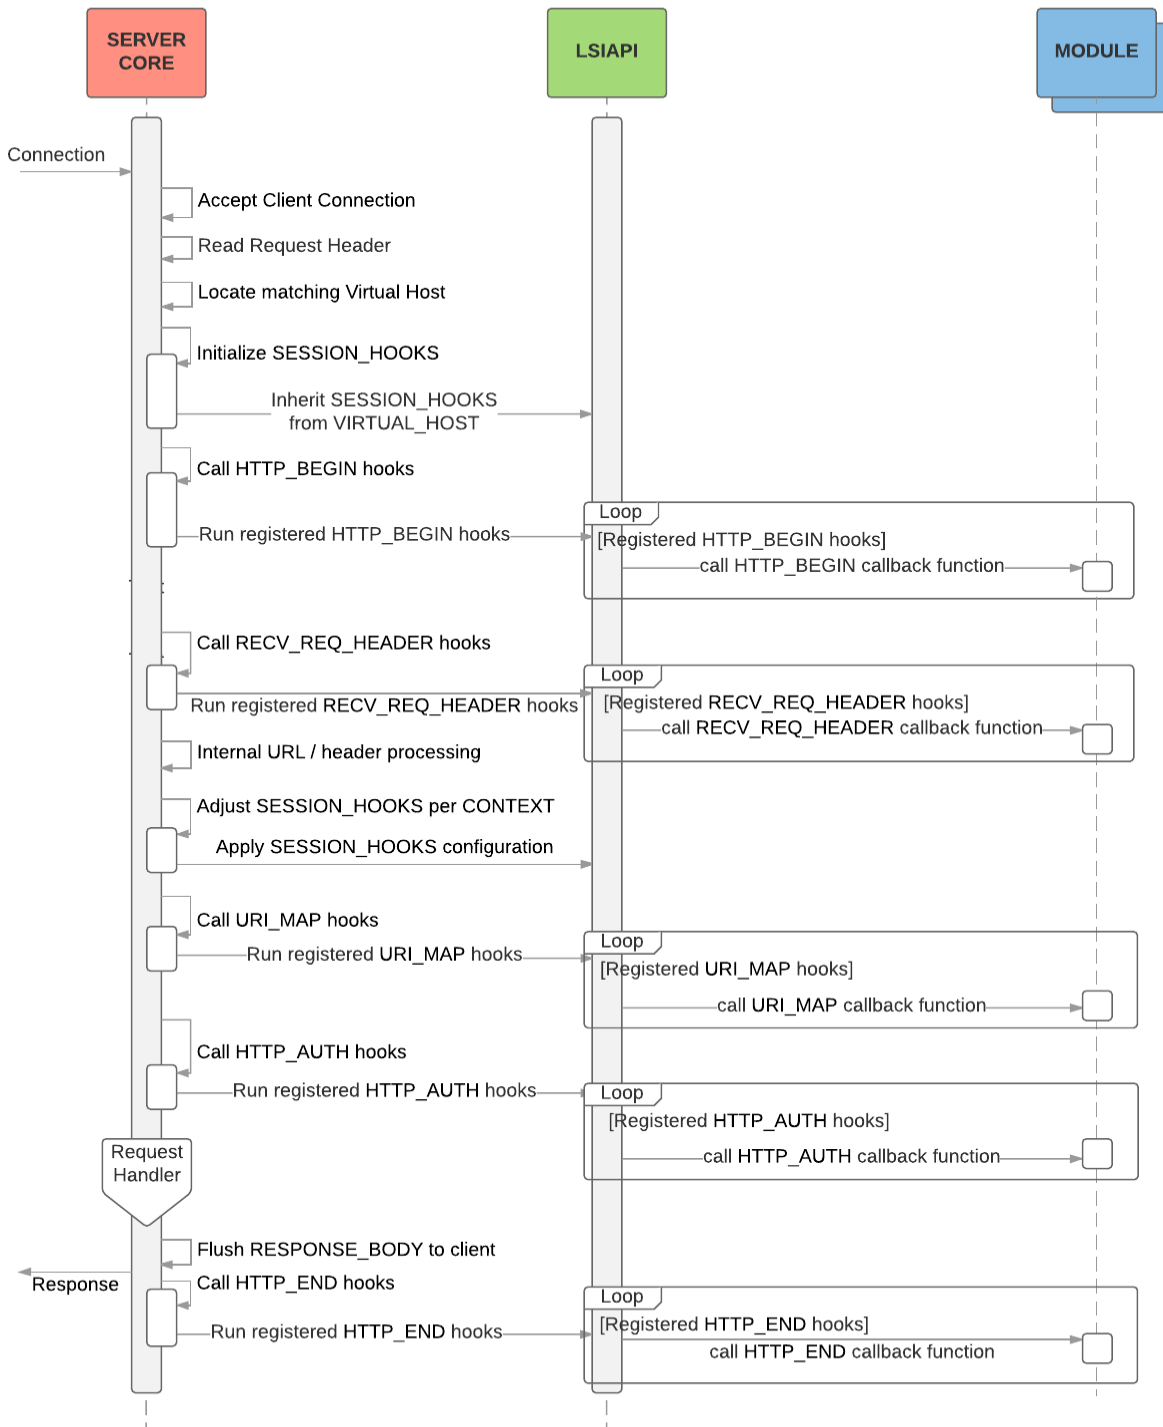 SERVER
CORE
LSIAPI
MODULE
Connection
Accept Client Connection
Read Request Header
Locate matching Virtual Host
Initialize SESSION_HOOKS
Inherit SESSION_HOOKS
from VIRTUAL_HOST
Call HTTP_BEGIN hooks
Loop
Run registered HTTP_BEGIN hooks
[Registered HTTP_BEGIN hooks]
call HTTP_BEGIN callback function
Call RECV_REQ_HEADER hooks
Loop
Run registered RECV_REQ_HEADER hooks
[Registered RECV_REQ_HEADER hooks]
call RECV_REQ_HEADER callback function
Internal URL / header processing
Adjust SESSION_HOOKS per CONTEXT
Apply SESSION_HOOKS configuration
Call URI_MAP hooks
Loop
Run registered URI_MAP hooks
[Registered URI_MAP hooks]
call URI_MAP callback function
Call HTTP_AUTH hooks
Run registered HTTP_AUTH hooks
Loop
[Registered HTTP_AUTH hooks]
call HTTP_AUTH callback function
Request
Handler
Flush RESPONSE_BODY to client
Response
Call HTTP_END hooks
Loop
Run registered HTTP_END hooks
[Registered HTTP_END hooks]
call HTTP_END callback function